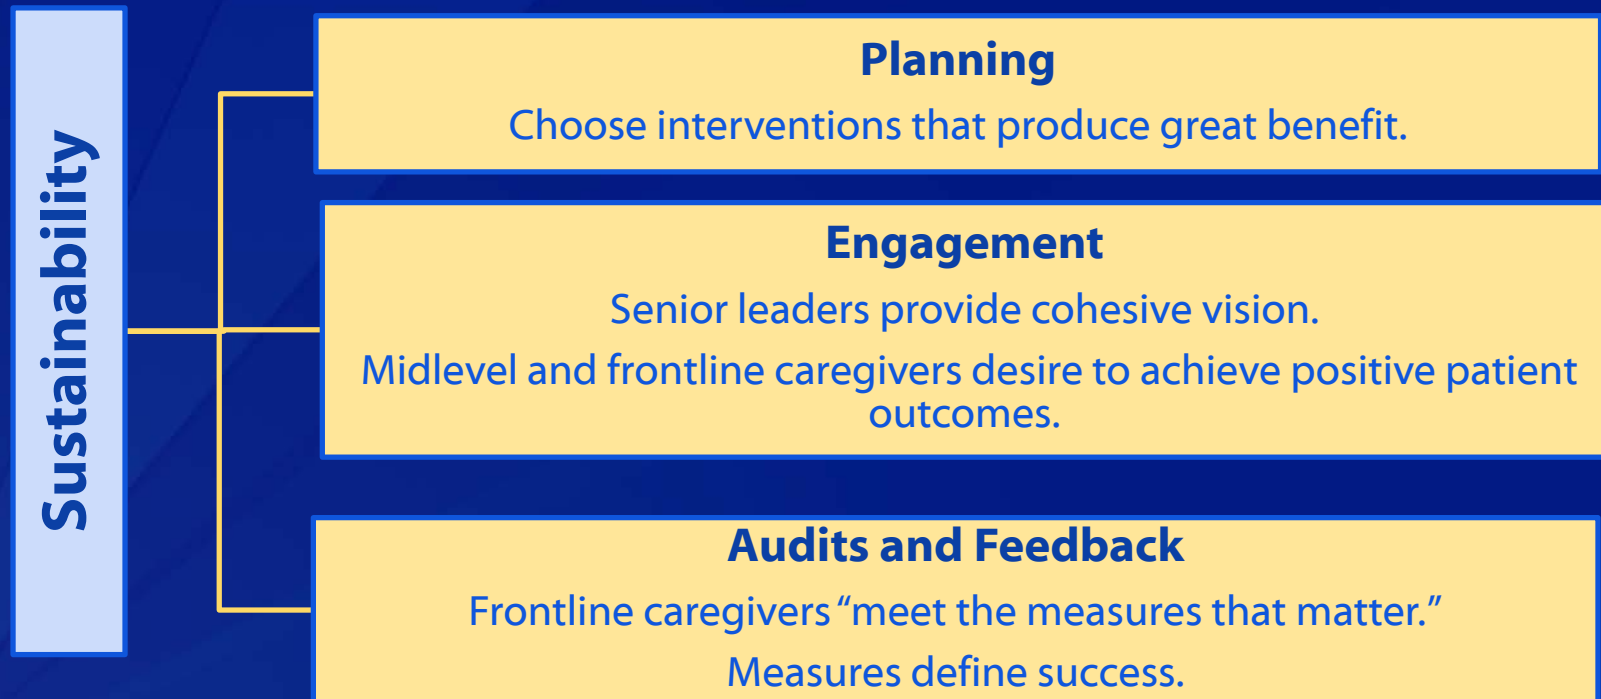 Sustainability
Planning
Choose interventions that produce great benefit.
Engagement
Senior leaders provide cohesive vision.
Midlevel and frontline caregivers desire to achieve positive patient
outcomes.
Audits and Feedback
Frontline caregivers “meet the measures that matter.”
Measures define success.